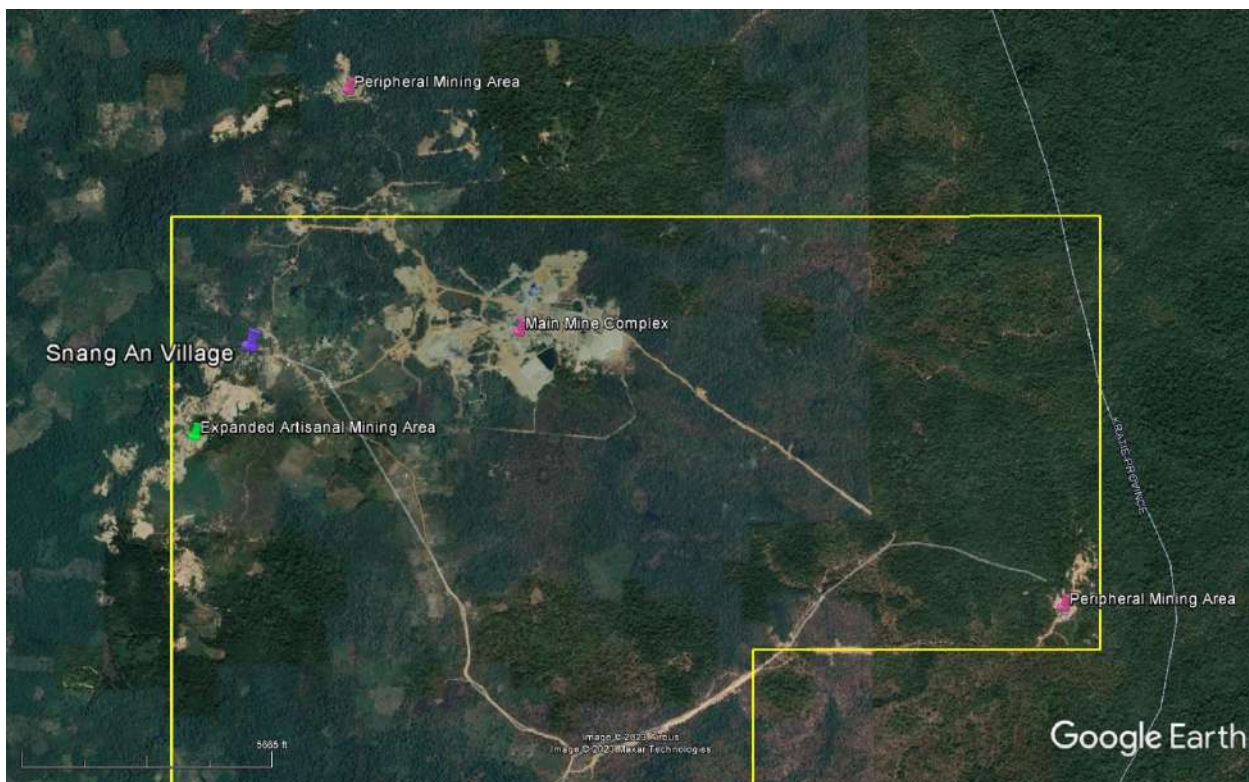 Peripheral Mining Area
Main Mine Complex
Snang An Village
Expanded Artisanal Mining Area
KRATIE PROVINCE
Peripheral Mining Area
5665 ft
Image © 2023 Airbus
Image © 2023 Maxar Technologies
Google Earth